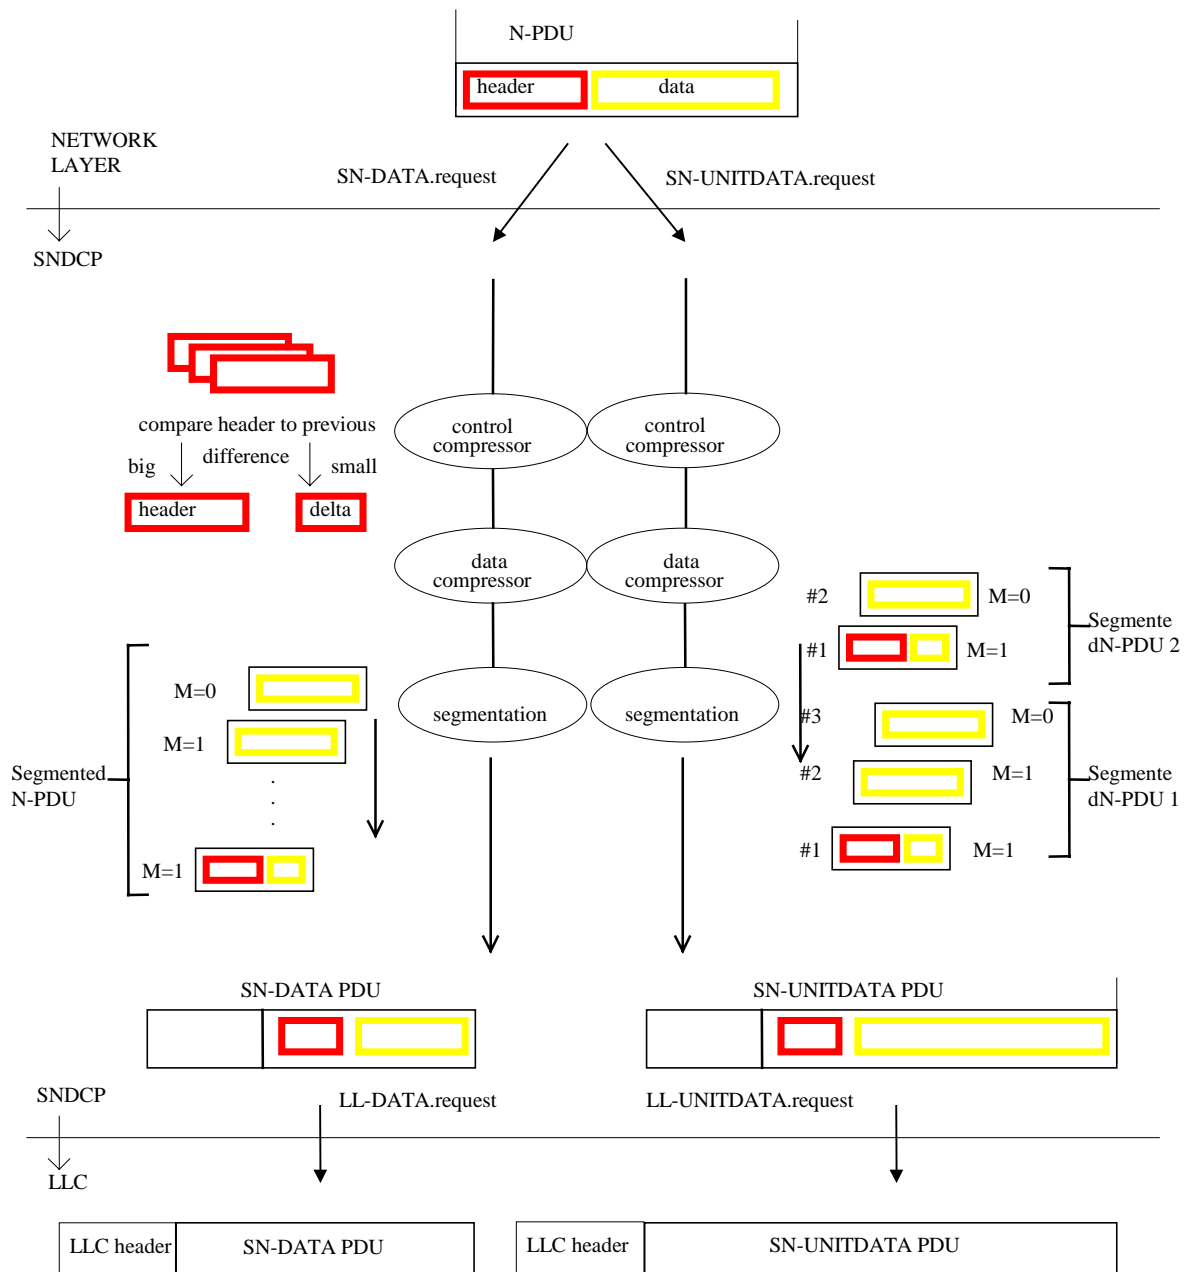 N-PDU
header
data
NETWORK
LAYER
SN-DATA.request
SN-UNITDATA.request
SNDCP
compare header to previous
big
difference
small
header
delta
control
compressor
control
compressor
data
compressor
data
compressor
segmentation
segmentation
#2
M=0
#1
M=1
Segmente
dN-PDU 2
#3
M=0
#2
M=1
Segmente
dN-PDU 1
#1
M=1
M=0
M=1
Segmented
N-PDU
.
.
.
M=1
SN-DATA PDU
SN-UNITDATA PDU
SNDCP
LL-DATA.request
LL-UNITDATA.request
LLC
LLC header
SN-DATA PDU
LLC header
SN-UNITDATA PDU